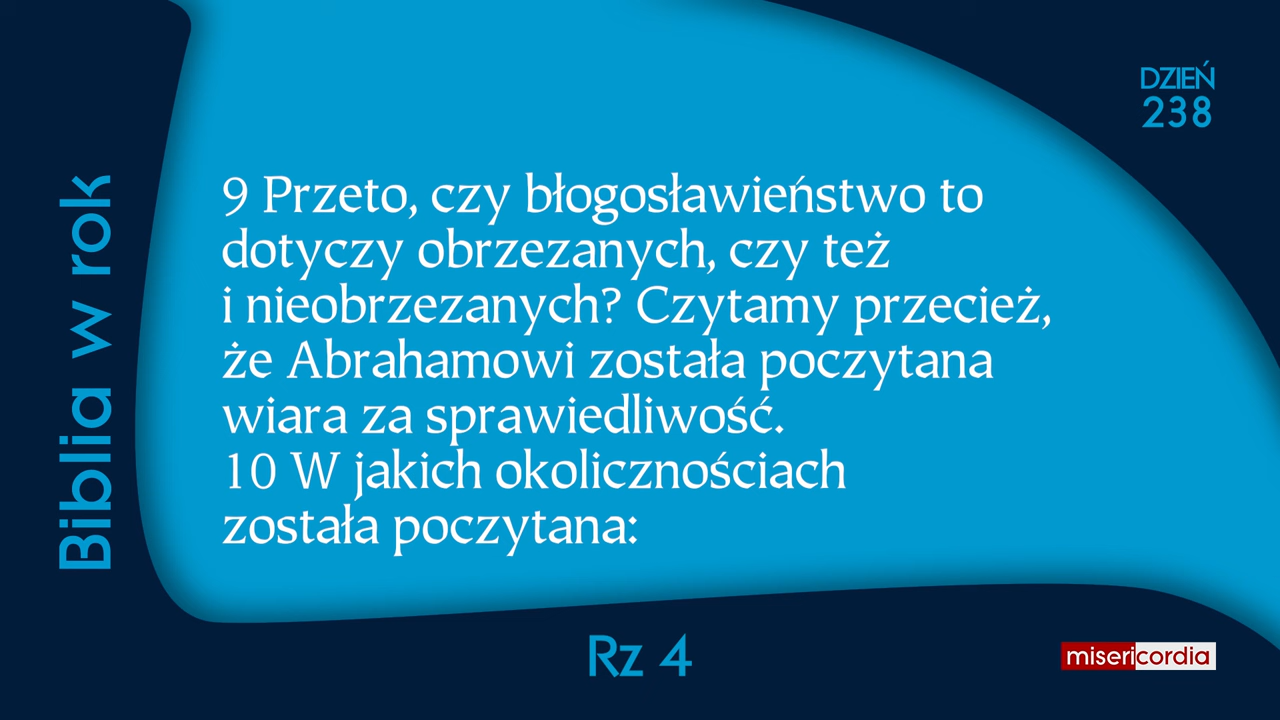 DZIEŃ
238
Biblia w rok
9 Przeto, czy błogosławieństwo to
dotyczy obrzezanych, czy też
i nieobrzezanych? Czytamy przecież,
że Abrahamowi została poczytana
wiara za sprawiedliwość.
10 W jakich okolicznościach
została poczytana:
Rz 4
misericordia